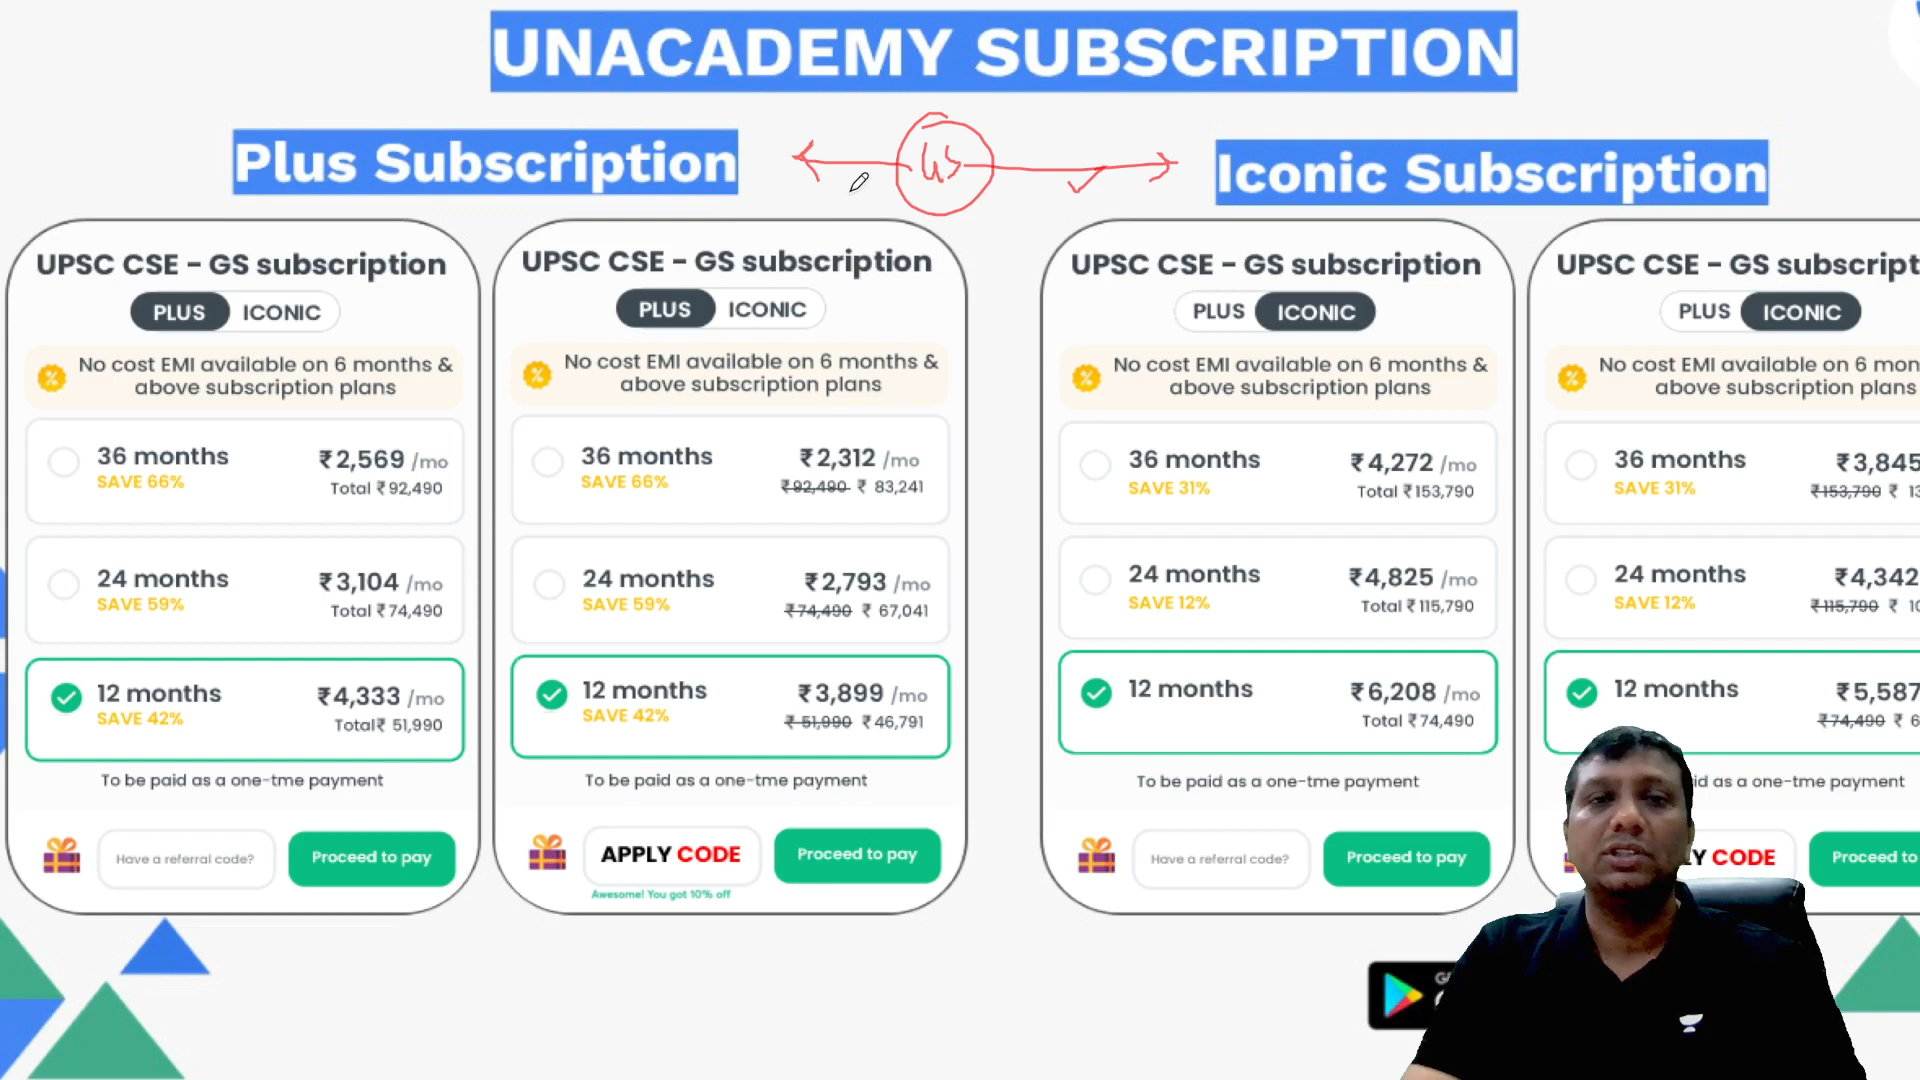 UNACADEMY SUBSCRIPTION
Plus Subscription
GS
Iconic Subscription
UPSC CSE - GS subscription
PLUS ICONIC
No cost EMI available on 6 months &
above subscription plans
36 months ₹2,569 /mo
SAVE 66% Total ₹92,490
24 months ₹3,104 /mo
SAVE 59% Total ₹74,490
12 months ₹4,333 /mo
SAVE 42% Total₹ 51,990
To be paid as a one-tme payment
Have a referral code? Proceed to pay
UPSC CSE - GS subscription
PLUS ICONIC
No cost EMI available on 6 months &
above subscription plans
36 months ₹2,312 /mo
SAVE 66% ₹92,490 ₹ 83,241
24 months ₹2,793 /mo
SAVE 59% ₹74,490 ₹ 67,041
12 months ₹3,899 /mo
SAVE 42% ₹ 51,990 ₹46,791
To be paid as a one-tme payment
APPLY CODE Proceed to pay
Awesome! You got 10% off
UPSC CSE - GS subscription
PLUS ICONIC
No cost EMI available on 6 months &
above subscription plans
36 months ₹4,272 /mo
SAVE 31% Total ₹153,790
24 months ₹4,825 /mo
SAVE 12% Total ₹115,790
12 months ₹6,208 /mo
Total ₹74,490
To be paid as a one-tme payment
Have a referral code? Proceed to pay
UPSC CSE - GS
PLUS ICONIC
No cost EMI available on 6
above subscription plans
36 months ₹3,845
SAVE 31% ₹153,790 ₹
24 months ₹4,342
SAVE 12% ₹115,790 ₹
12 months ₹5,587
₹74,490 ₹
as a one-tme payment
CODE Proceed to